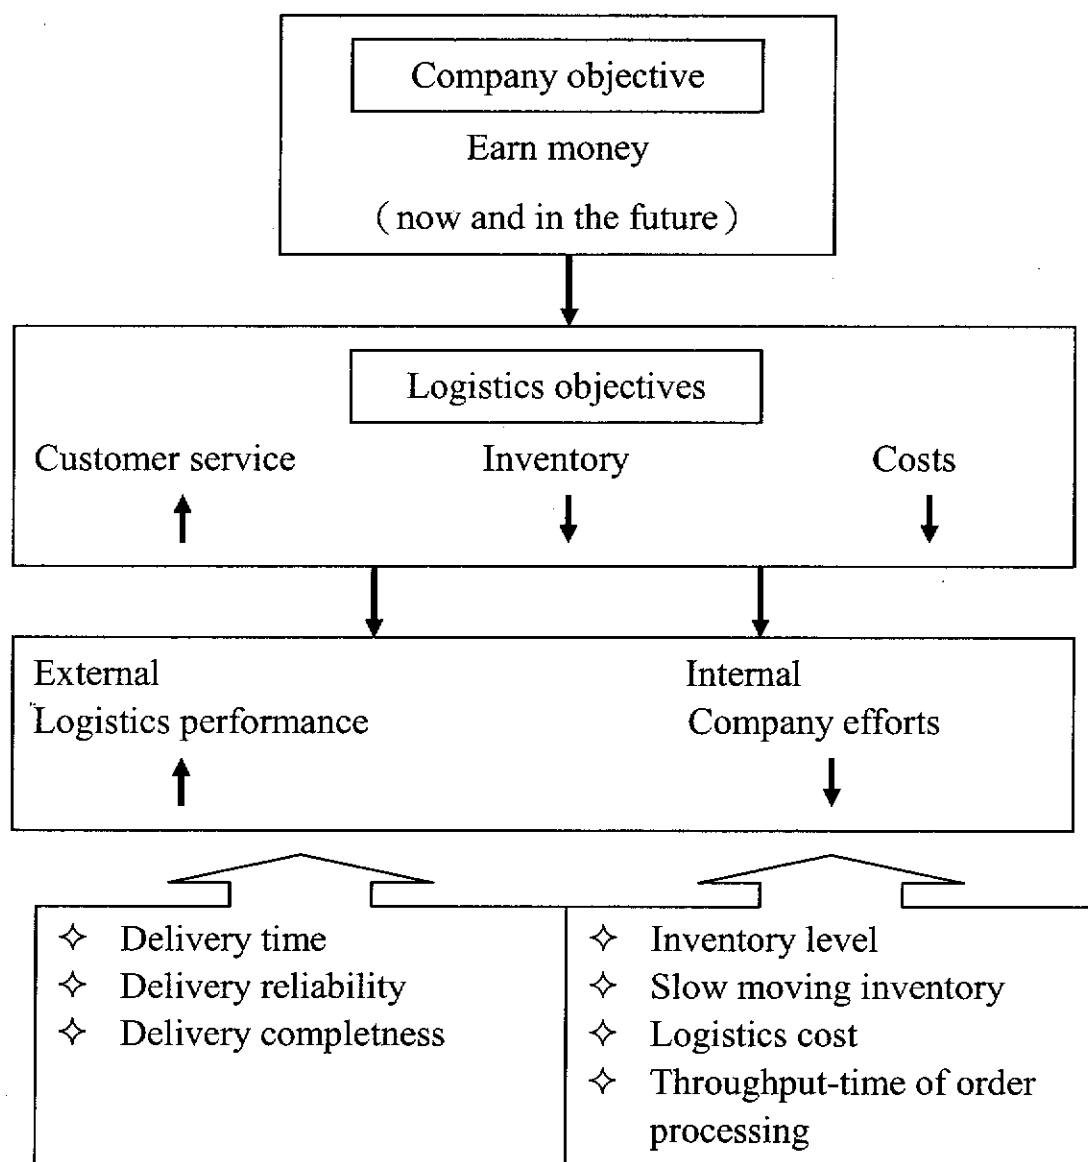 Company objective
Earn money
（now and in the future）
Logistics objectives
Customer service
Inventory
Costs
External
Logistics performance
Internal
Company efforts
✧ Delivery time
✧ Delivery reliability
✧ Delivery completness
✧ Inventory level
✧ Slow moving inventory
✧ Logistics cost
✧ Throughput-time of order
processing